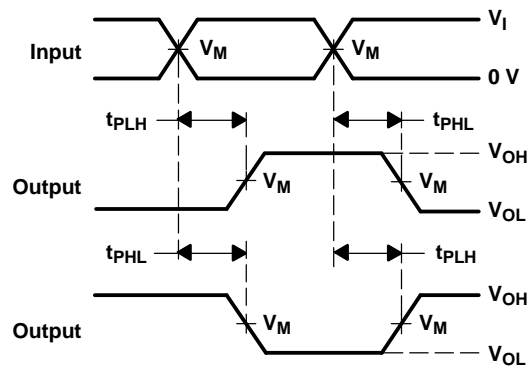 V_I
Input V_M V_M
0 V
t_PLH t_PHL
V_OH
Output V_M V_M
V_OL
t_PHL t_PLH
V_OH
Output V_M V_M
V_OL